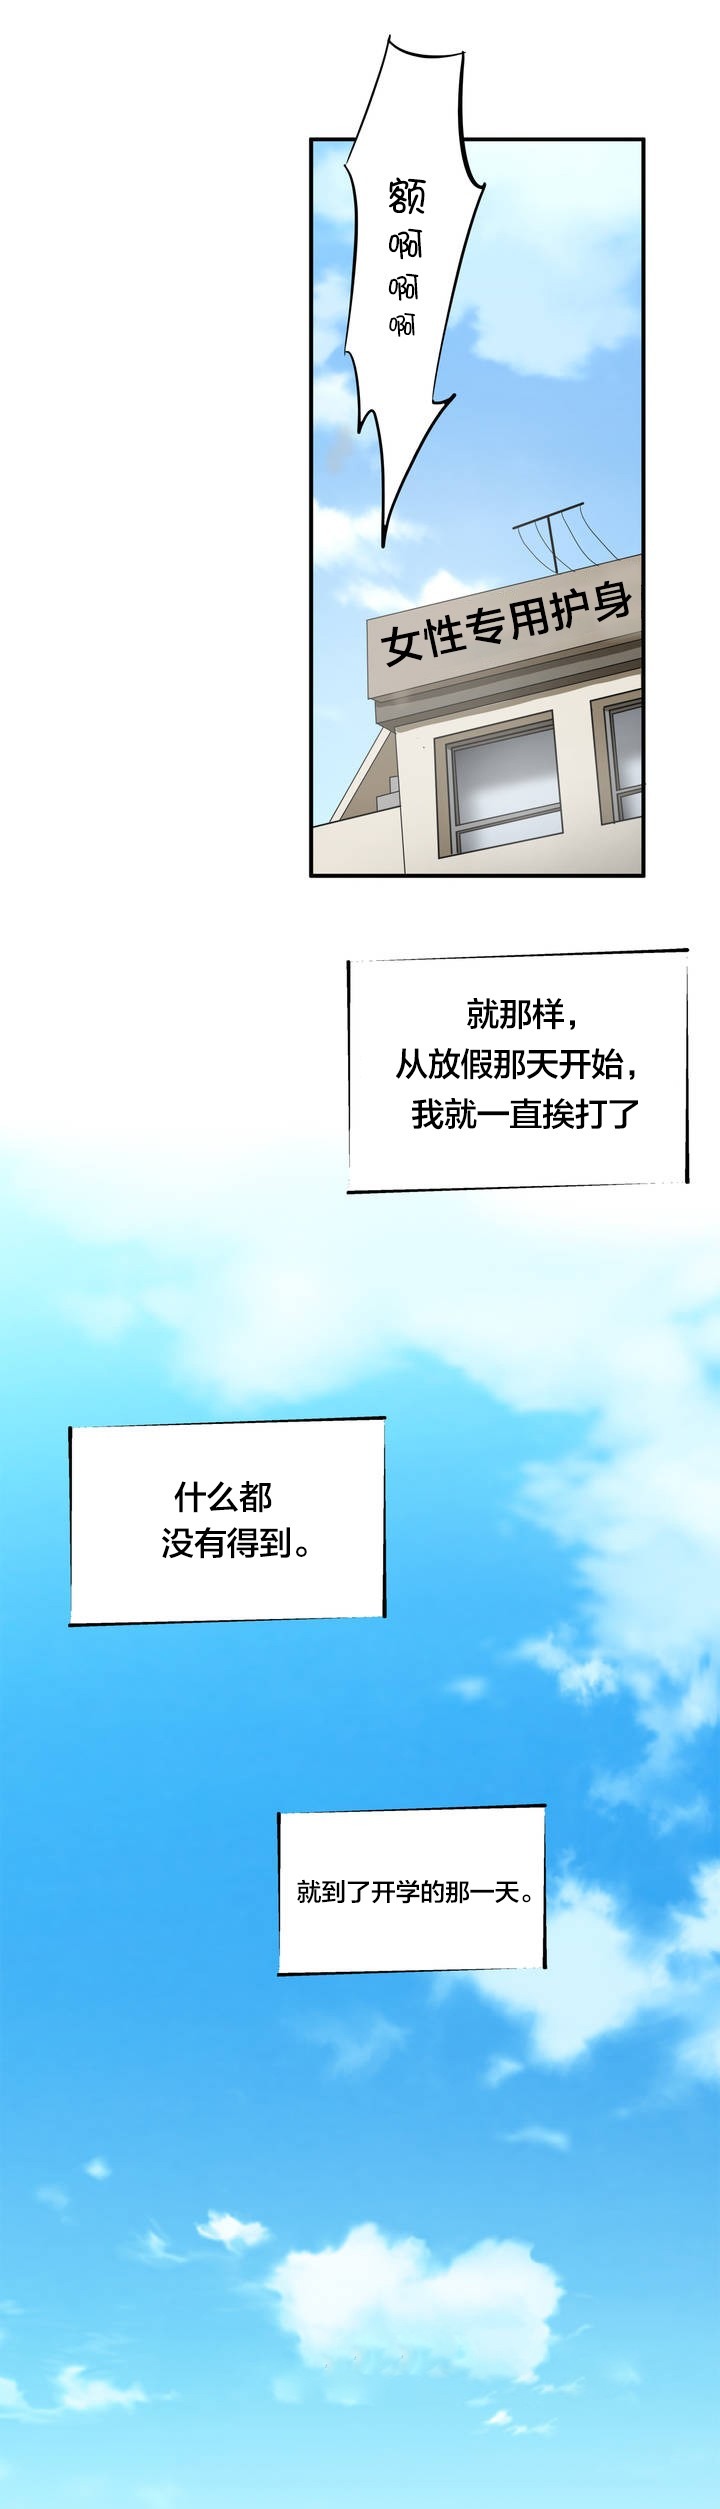 额啊啊啊
女性专用护身
就那样，
从放假那天开始，
我就一直挨打了
什么都
没有得到。
就到了开学的那一天。